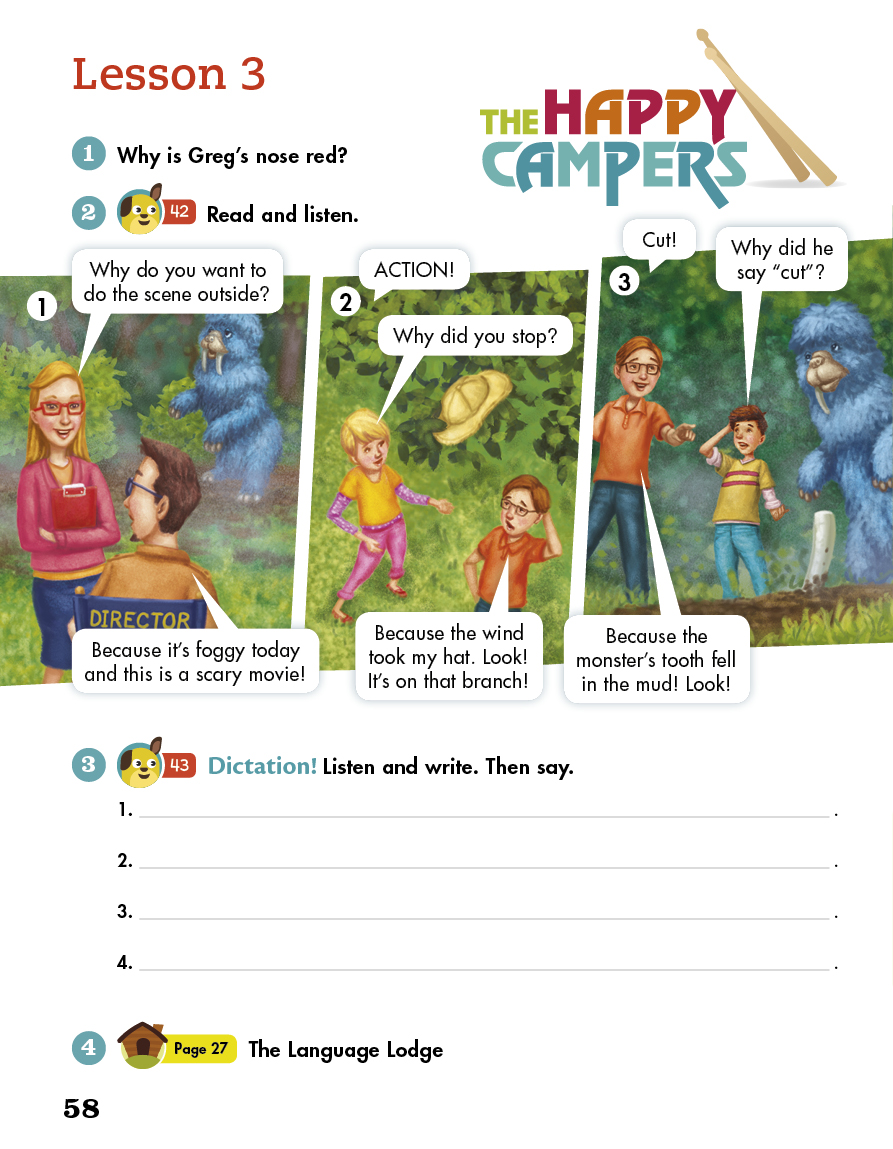 Lesson 3
THE HAPPY
CAMPERS
1 Why is Greg's nose red?
2 42 Read and listen.
1
Why do you want to
do the scene outside?
DIRECTOR
Because it's foggy today
and this is a scary movie!
2
ACTION!
Why did you stop?
Because the wind
took my hat. Look!
It's on that branch!
3
Cut!
Why did he
say “cut”?
Because the
monster's tooth fell
in the mud! Look!
3 43 Dictation! Listen and write. Then say.
1. .
2. .
3. .
4. .
4 Page 27 The Language Lodge
58